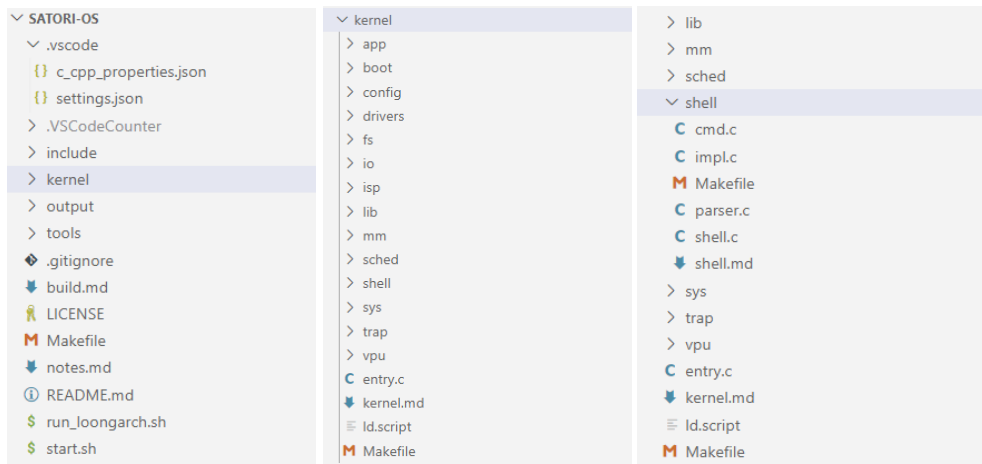 SATORI-OS
.vscode
{} c_cpp_properties.json
{} settings.json
.VSCodeCounter
include
kernel
output
tools
.gitignore
build.md
LICENSE
M Makefile
notes.md
README.md
$ run_loongarch.sh
$ start.sh
kernel
app
boot
config
drivers
fs
io
isp
lib
mm
sched
shell
sys
trap
vpu
C entry.c
kernel.md
ld.script
M Makefile
lib
mm
sched
shell
C cmd.c
C impl.c
M Makefile
C parser.c
C shell.c
shell.md
sys
trap
vpu
C entry.c
kernel.md
ld.script
M Makefile